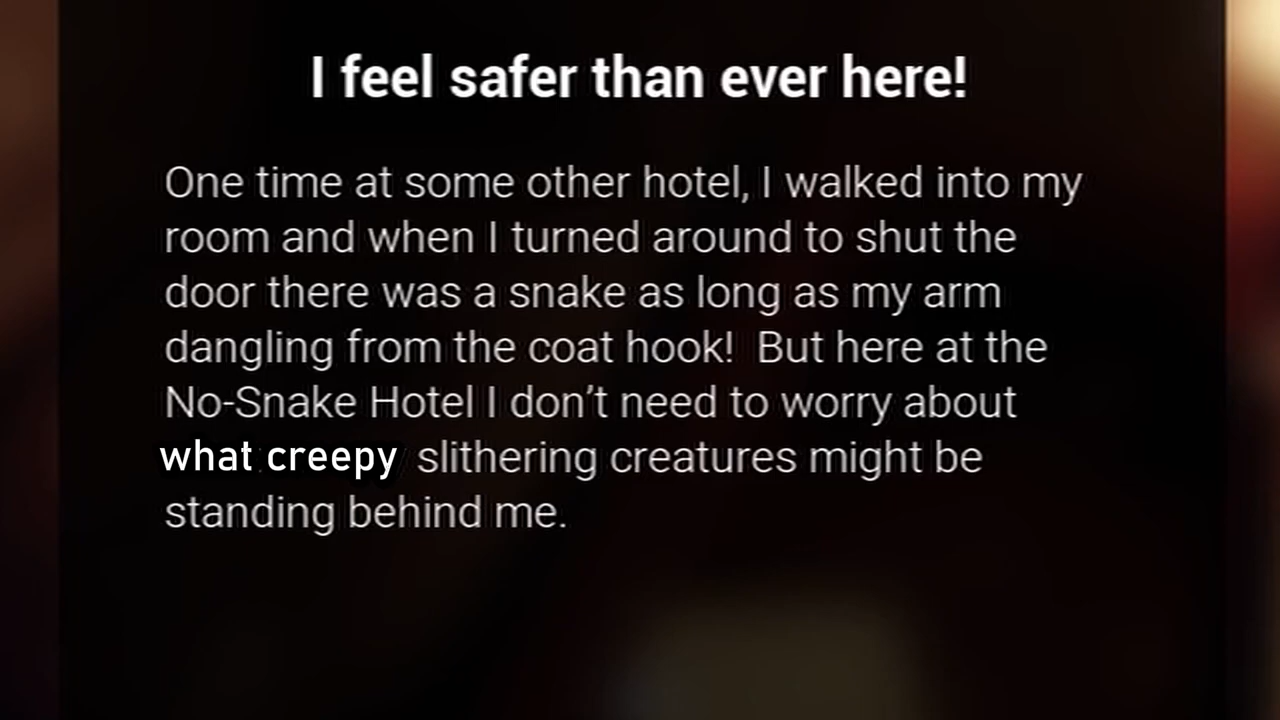 I feel safer than ever here!
One time at some other hotel, I walked into my
room and when I turned around to shut the
door there was a snake as long as my arm
dangling from the coat hook!  But here at the
No-Snake Hotel I don’t need to worry about
what creepy slithering creatures might be
standing behind me.